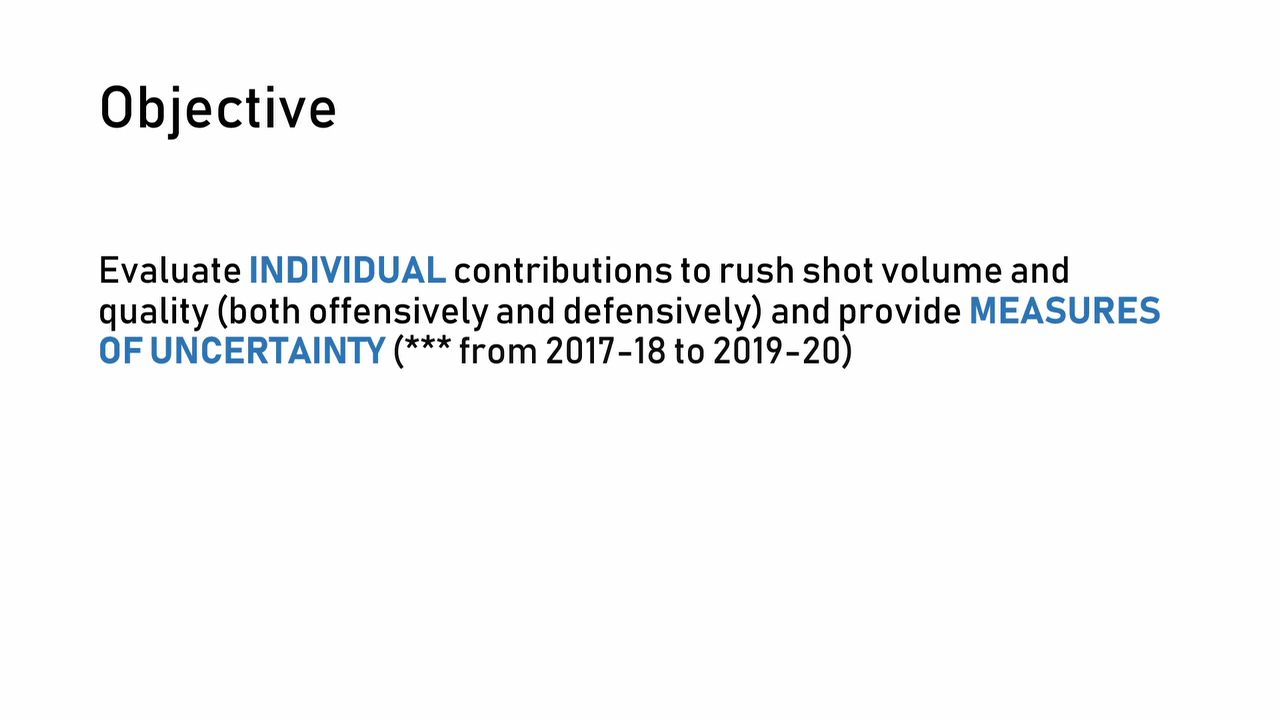 Objective
Evaluate INDIVIDUAL contributions to rush shot volume and
quality (both offensively and defensively) and provide MEASURES
OF UNCERTAINTY (*** from 2017-18 to 2019-20)